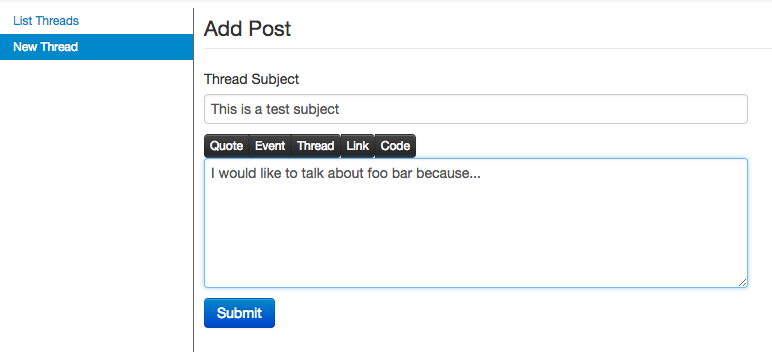 List Threads
New Thread
Add Post
Thread Subject
This is a test subject
Quote Event Thread Link Code
I would like to talk about foo bar because...
Submit